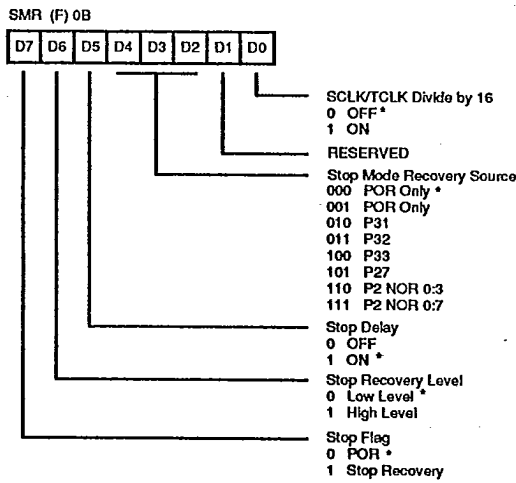 SMR (F) 0B
D7 D6 D5 D4 D3 D2 D1 D0
SCLK/TCLK Divide by 16
0 OFF *
1 ON
RESERVED
Stop Mode Recovery Source
000 POR Only *
001 POR Only
010 P31
011 P32
100 P33
101 P27
110 P2 NOR 0:3
111 P2 NOR 0:7
Stop Delay
0 OFF
1 ON *
Stop Recovery Level
0 Low Level *
1 High Level
Stop Flag
0 POR *
1 Stop Recovery